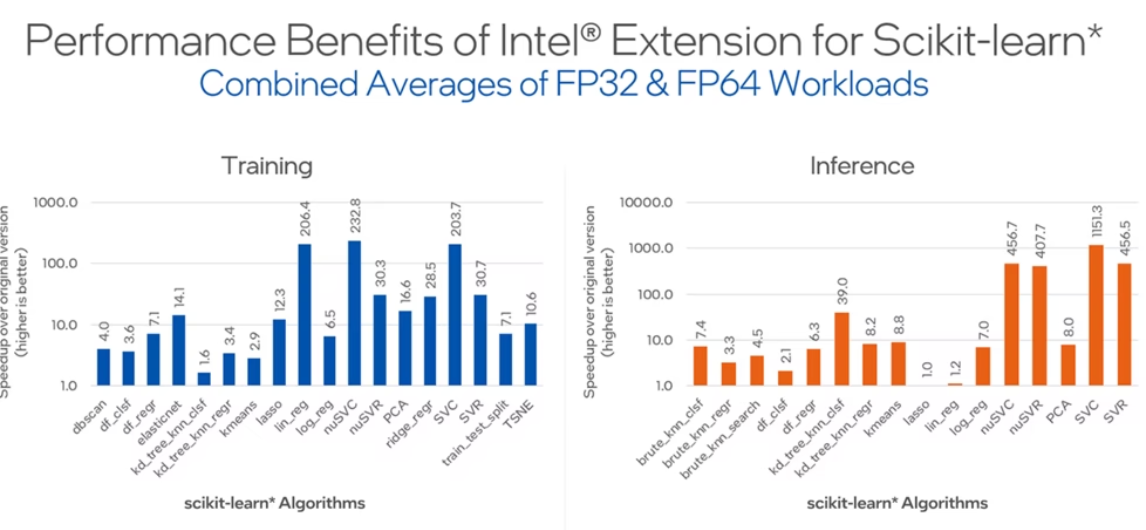 Performance Benefits of Intel® Extension for Scikit-learn*
Combined Averages of FP32 & FP64 Workloads
Training
Speedup over original version
(higher is better)
1000.0
100.0
10.0
1.0
4.0
3.6
7.1
14.1
1.6
3.4
2.9
12.3
206.4
6.5
232.8
30.3
16.6
28.5
203.7
30.7
7.1
10.6
dbscan
df_clsf
df_regr
elasticnet
kd_tree_knn_clsf
kd_tree_knn_regr
kmeans
lasso
lin_reg
log_reg
nuSVC
nuSVR
PCA
ridge_regr
SVC
SVR
train_test_split
TSNE
scikit-learn* Algorithms
Inference
Speedup over original version
(higher is better)
10000.0
1000.0
100.0
10.0
1.0
7.4
3.3
4.5
2.1
6.3
39.0
8.2
8.8
1.0
1.2
7.0
456.7
407.7
8.0
1151.3
456.5
brute_knn_clsf
brute_knn_regr
brute_knn_search
df_clsf
df_regr
kd_tree_knn_clsf
kd_tree_knn_regr
kmeans
lasso
lin_reg
log_reg
nuSVC
nuSVR
PCA
SVC
SVR
scikit-learn* Algorithms